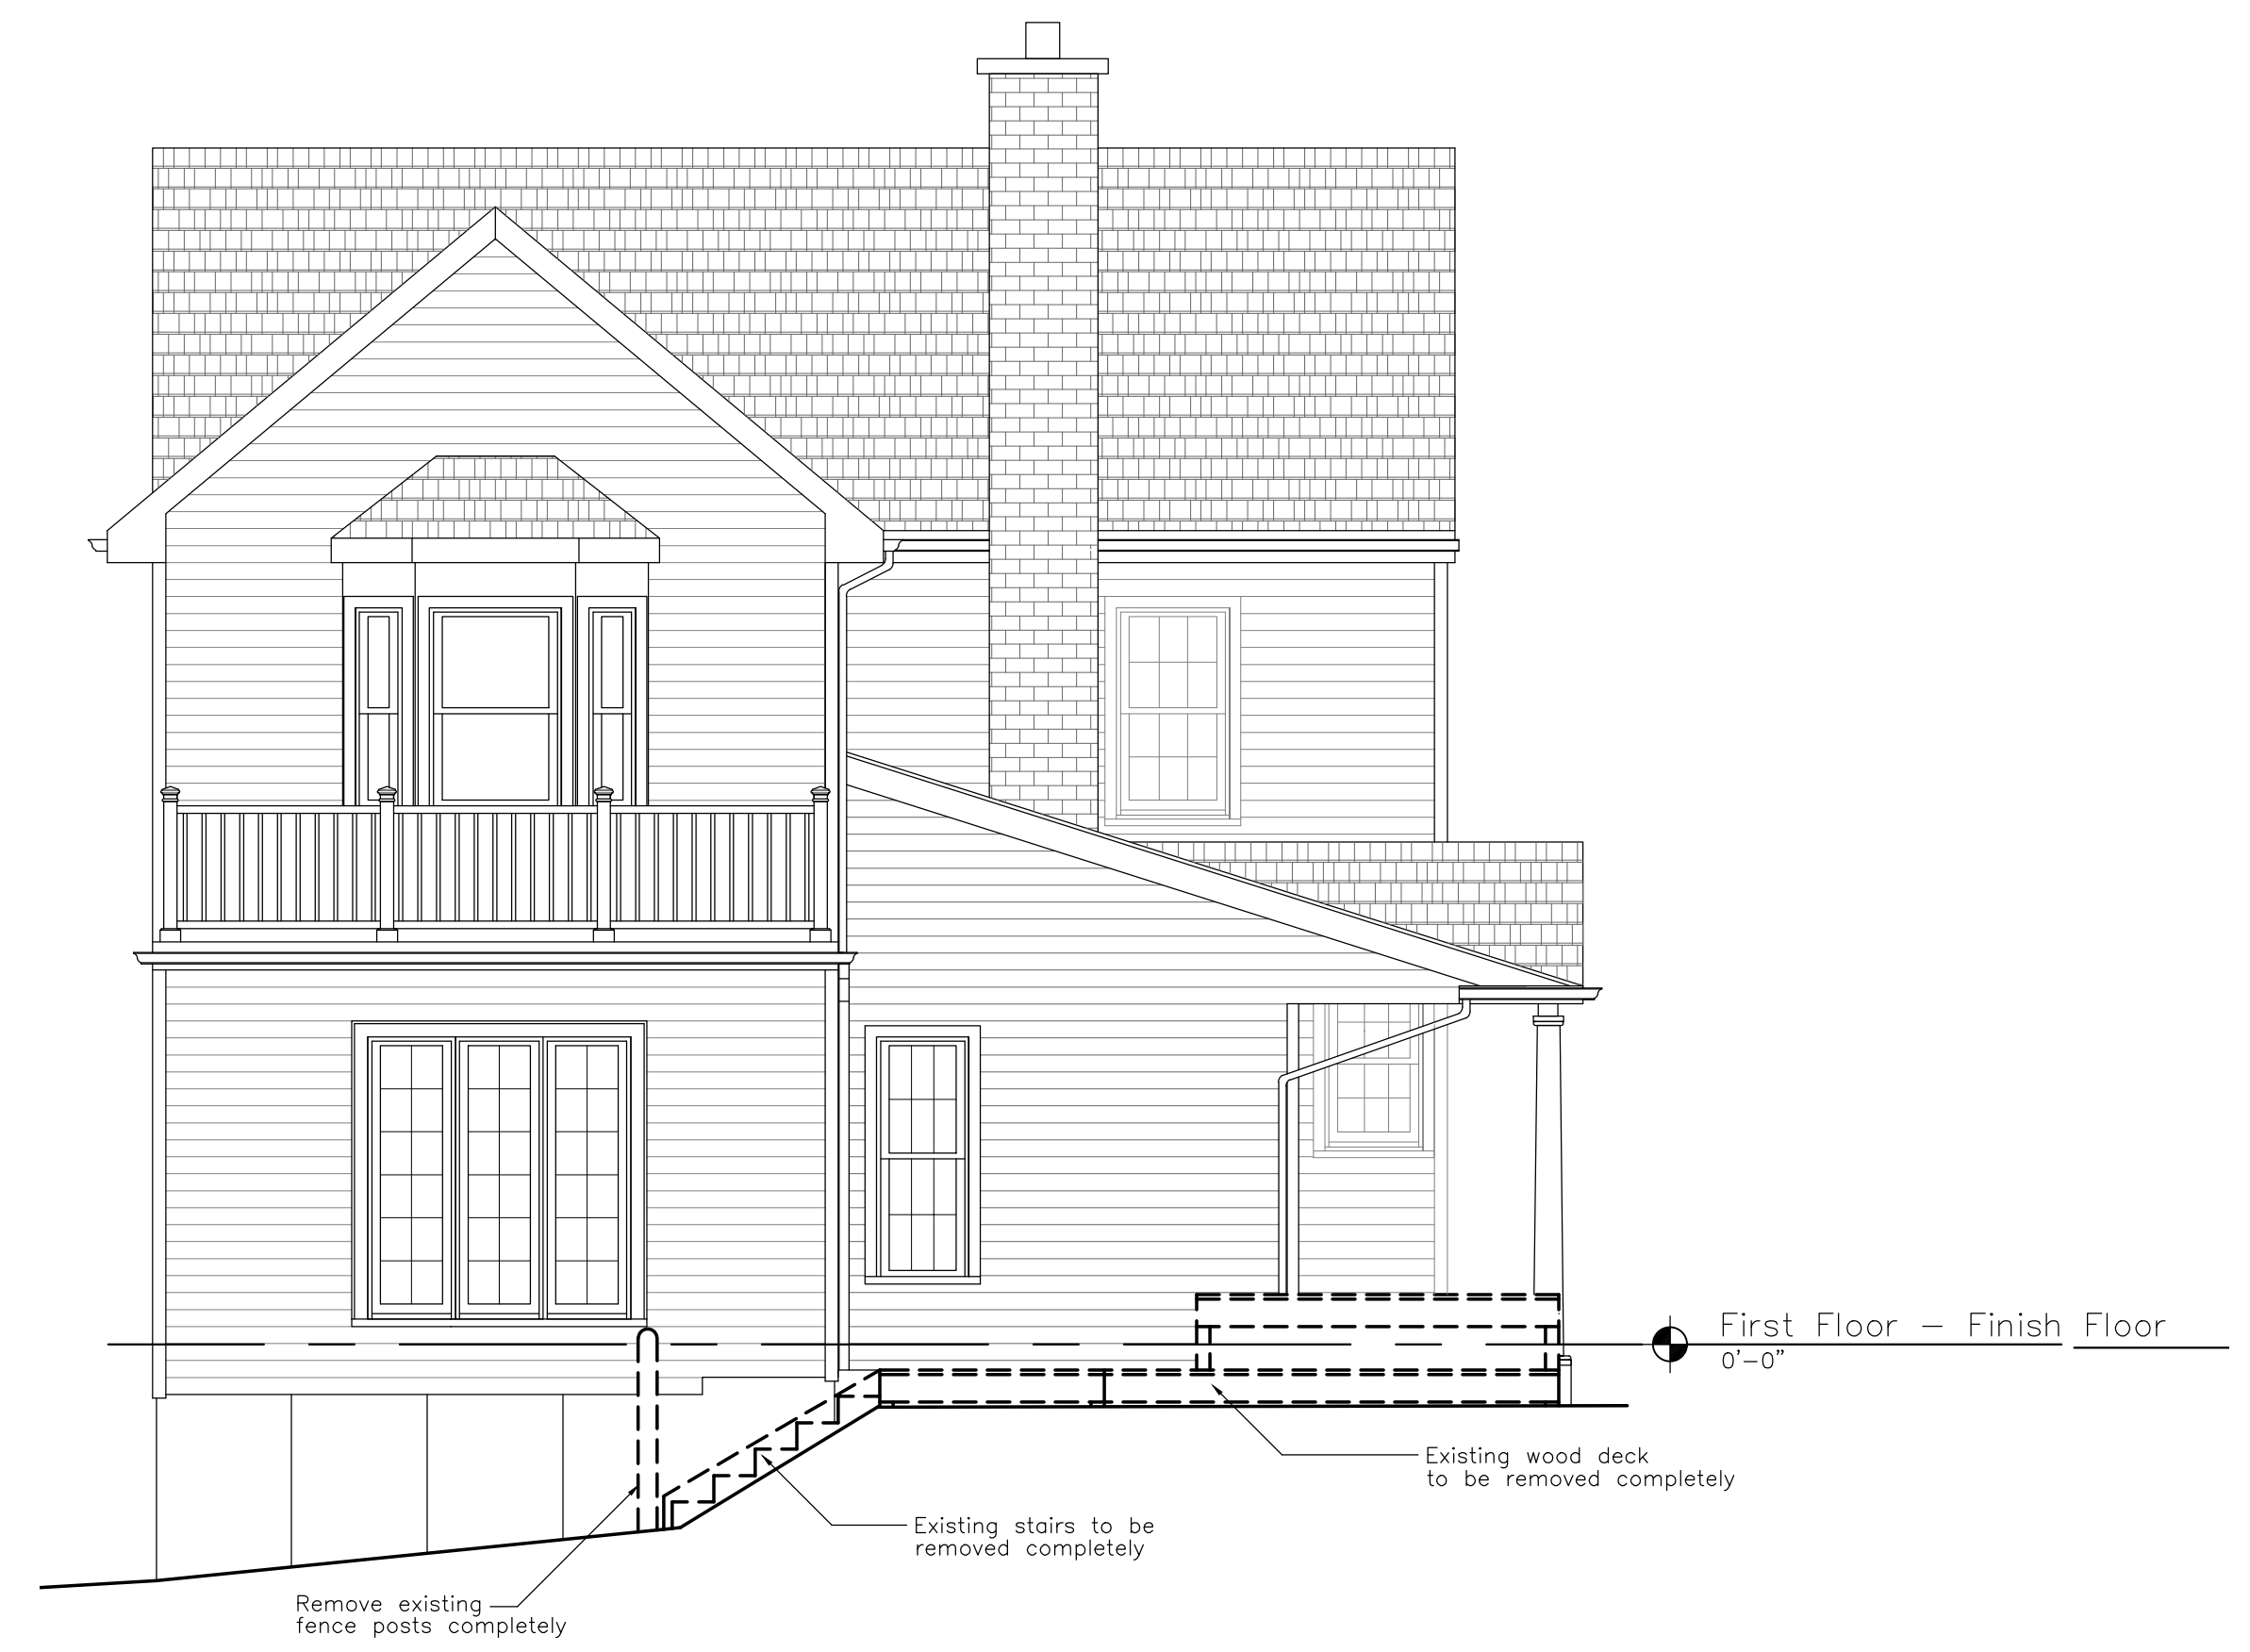 First Floor - Finish Floor
0'-0"
Existing wood deck
to be removed completely
Existing stairs to be
removed completely
Remove existing
fence posts completely